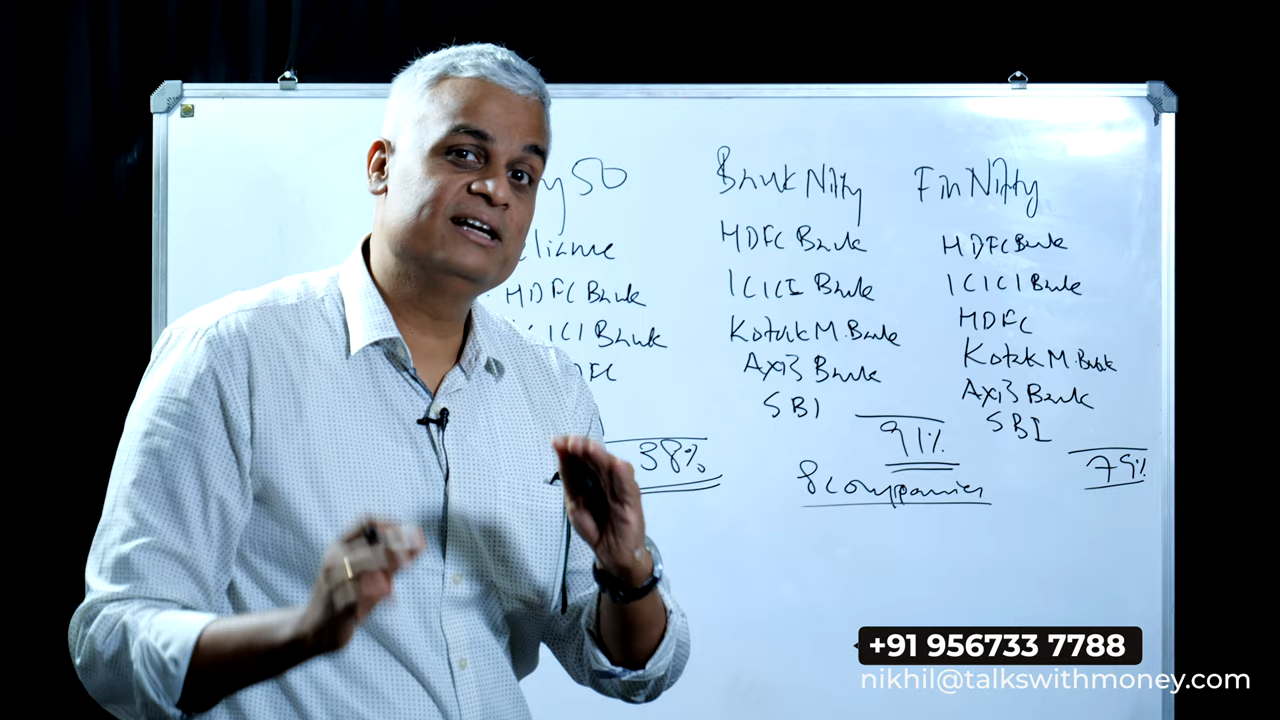 y 50
eliance
HDFC Bank
ICICI Bank
DFC
38%
Bank Nifty
HDFC Bank
ICICI Bank
Kotak M. Bank
Axis Bank
SBI
91%
8 companies
Fin Nifty
HDFC Bank
ICICI Bank
HDFC
Kotak M. Bank
Axis Bank
SBI
79%
+91 956733 7788
nikhil@talkswithmoney.com